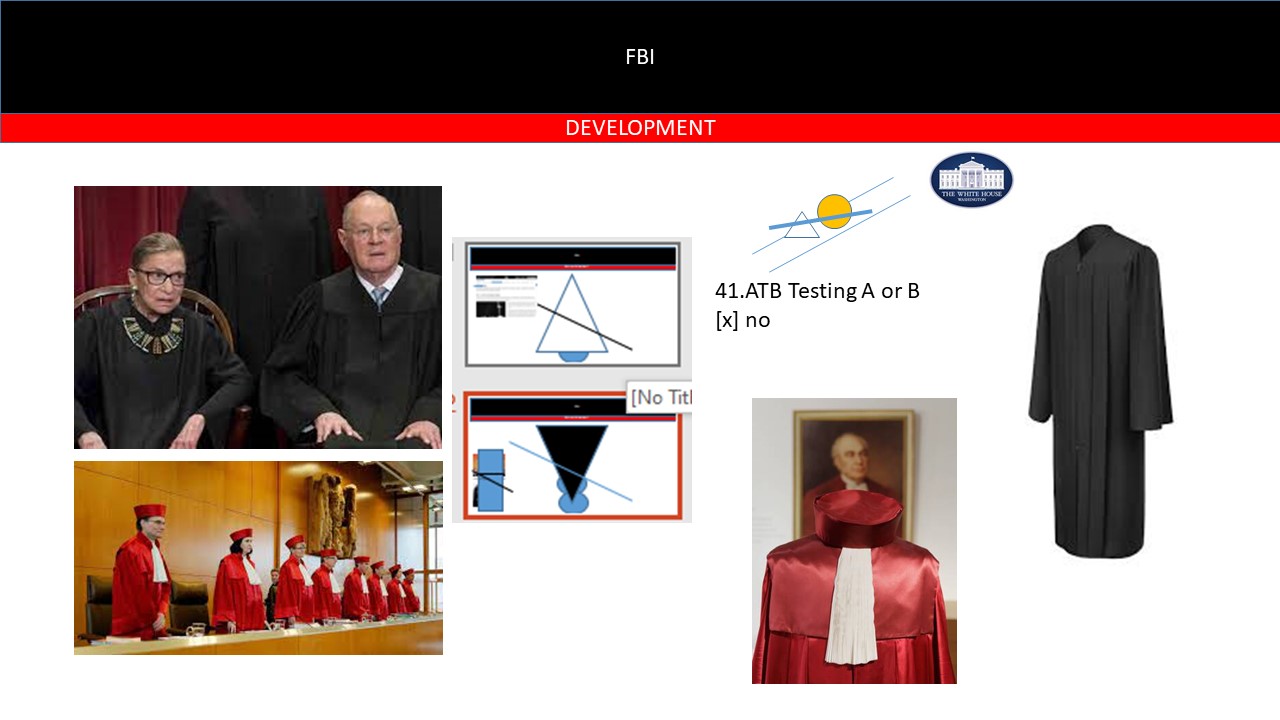 FBI
DEVELOPMENT
THE WHITE HOUSE
WASHINGTON
[No Titl
41.ATB Testing A or B
[x] no